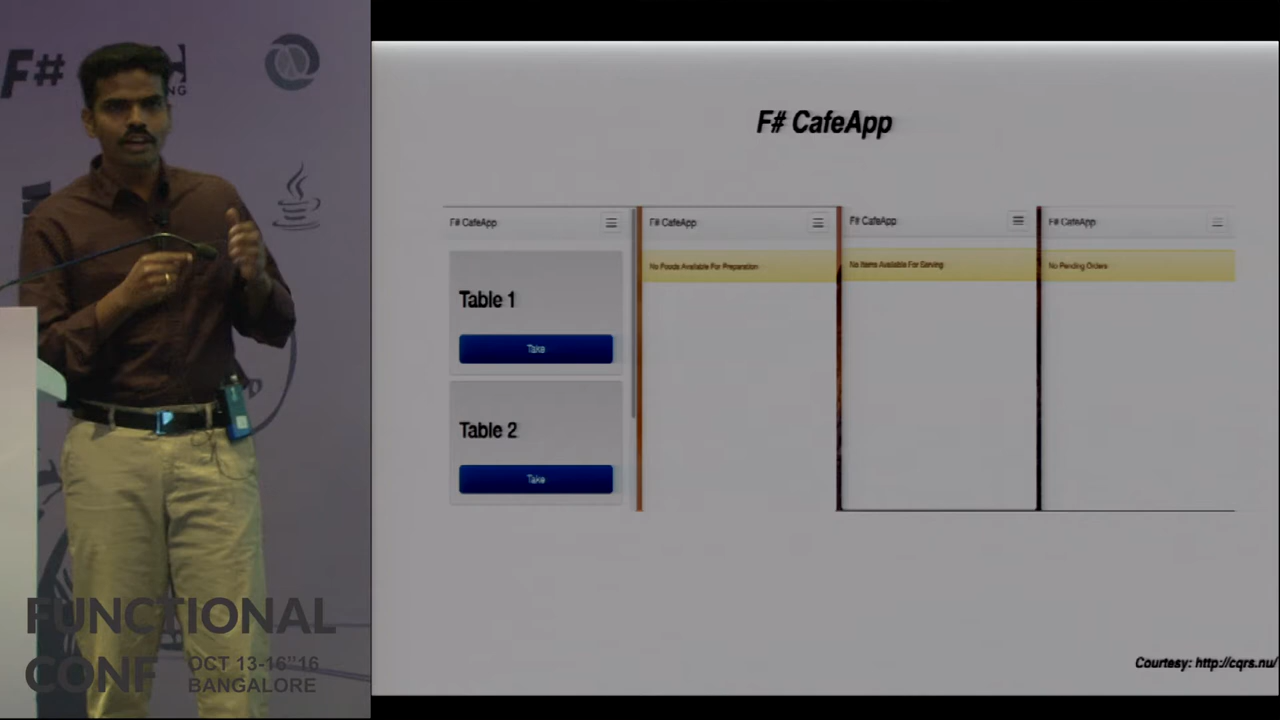 F#
NG
FUNCTIONAL
CONF
OCT 13-16"16
BANGALORE
F# CafeApp
F# CafeApp
Table 1
Take
Table 2
Take
F# CafeApp
No Foods Available For Preparation
F# CafeApp
No Items Available For Serving
F# CafeApp
No Pending Orders
Courtesy: http://cqrs.nu/